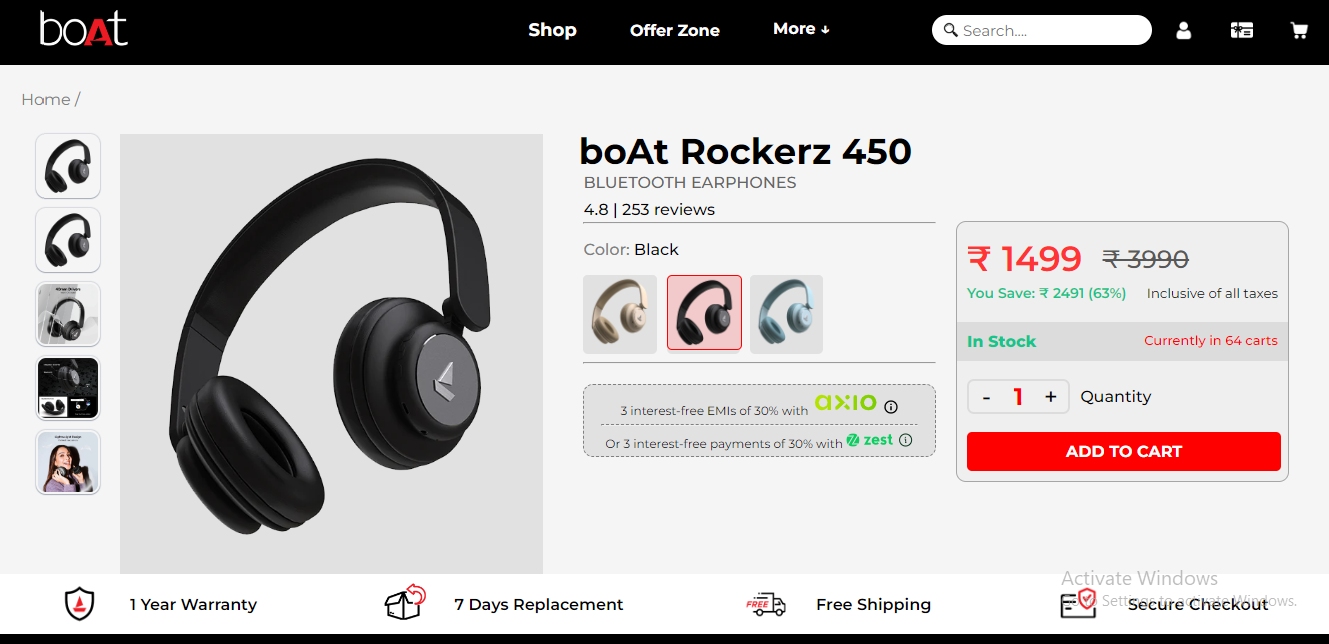 boAt
Shop
Offer Zone
More ↓
Search....
Home /
boAt Rockerz 450
BLUETOOTH EARPHONES
4.8 | 253 reviews
Color: Black
3 interest-free EMIs of 30% with axio
Or 3 interest-free payments of 30% with zest
₹ 1499 ₹ 3990
You Save: ₹ 2491 (63%) Inclusive of all taxes
In Stock Currently in 64 carts
- 1 + Quantity
ADD TO CART
1 Year Warranty
7 Days Replacement
FREE
Free Shipping
Secure Checkout
Activate Windows
Go to Settings to activate Windows.